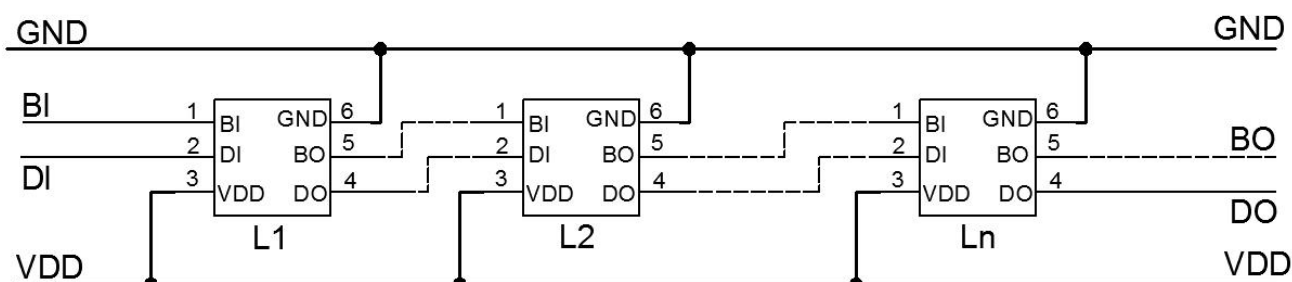 GND GND
BI 1 BI GND 6 1 BI GND 6 1 BI GND 6
DI 2 DI BO 5 2 DI BO 5 2 DI BO 5 BO
3 VDD DO 4 3 VDD DO 4 3 VDD DO 4 DO
L1 L2 Ln
VDD VDD